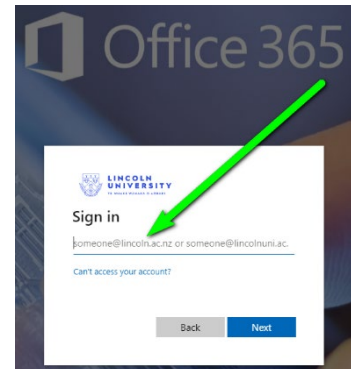 Office 365
LINCOLN
UNIVERSITY
Sign in
someone@lincoln.ac.nz or someone@lincolnuni.ac.
Can't access your account?
Back Next